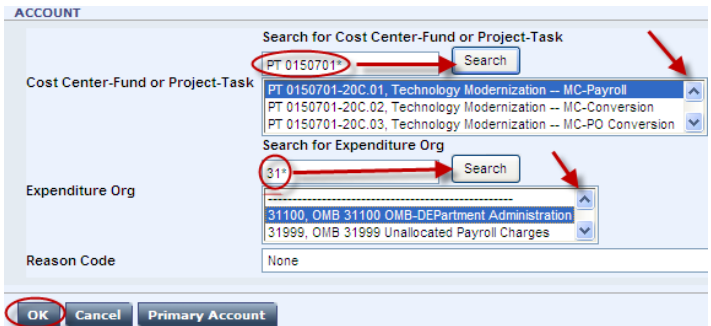 ACCOUNT
Search for Cost Center-Fund or Project-Task
PT 0150701* Search
Cost Center-Fund or Project-Task
PT 0150701-20C.01, Technology Modernization -- MC-Payroll
PT 0150701-20C.02, Technology Modernization -- MC-Conversion
PT 0150701-20C.03, Technology Modernization -- MC-PO Conversion
Search for Expenditure Org
31* Search
Expenditure Org
--------------------------------------------------
31100, OMB 31100 OMB-DEPartment Administration
31999, OMB 31999 Unallocated Payroll Charges
Reason Code None
OK Cancel Primary Account